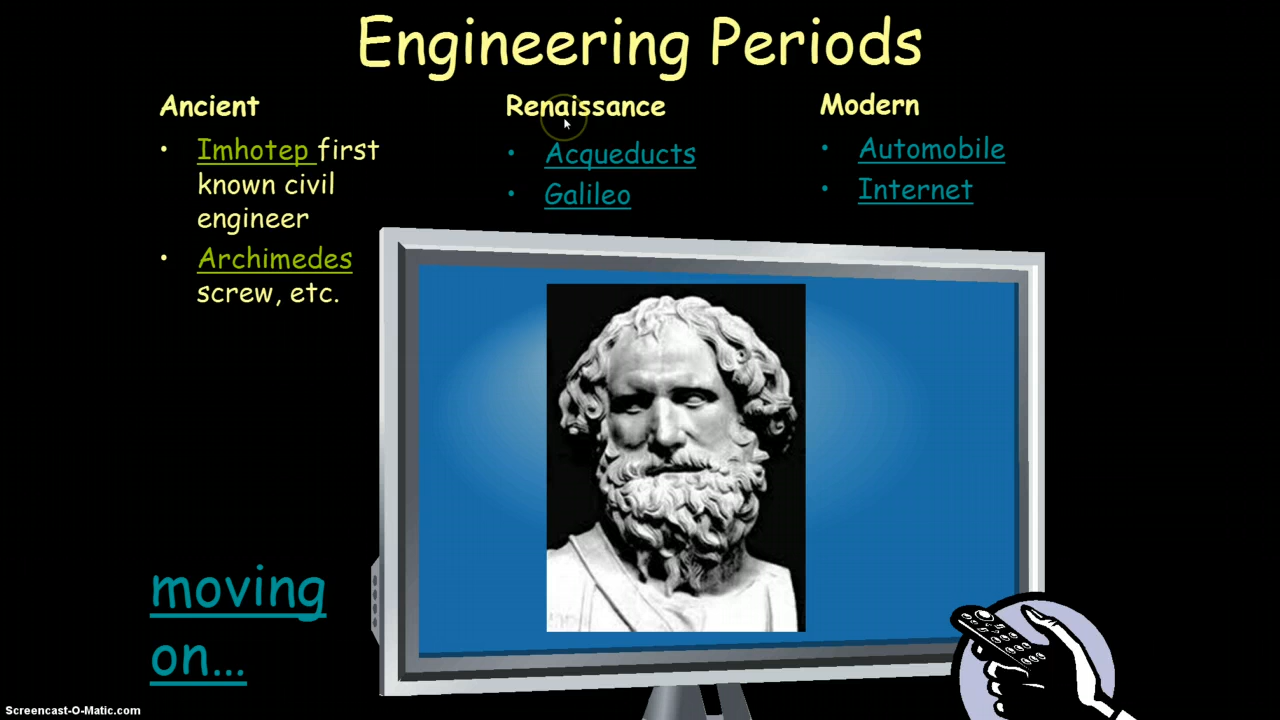 Engineering Periods
Ancient
• Imhotep first
known civil
engineer
• Archimedes
screw, etc.
Renaissance
• Acqueducts
• Galileo
Modern
• Automobile
• Internet
moving
on...
Screencast-O-Matic.com